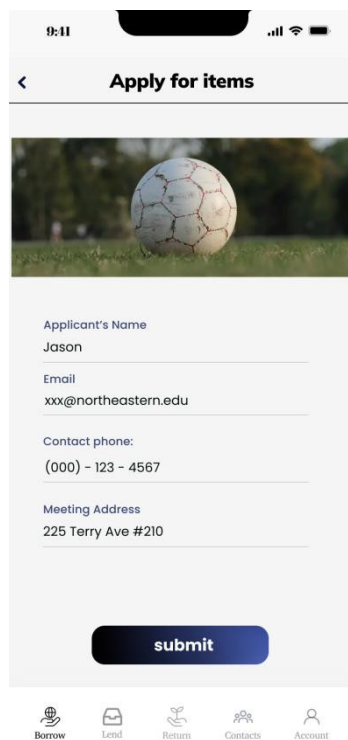 9:41
Apply for items
Applicant's Name
Jason
Email
xxx@northeastern.edu
Contact phone:
(000) - 123 - 4567
Meeting Address
225 Terry Ave #210
submit
Borrow Lend Return Contacts Account